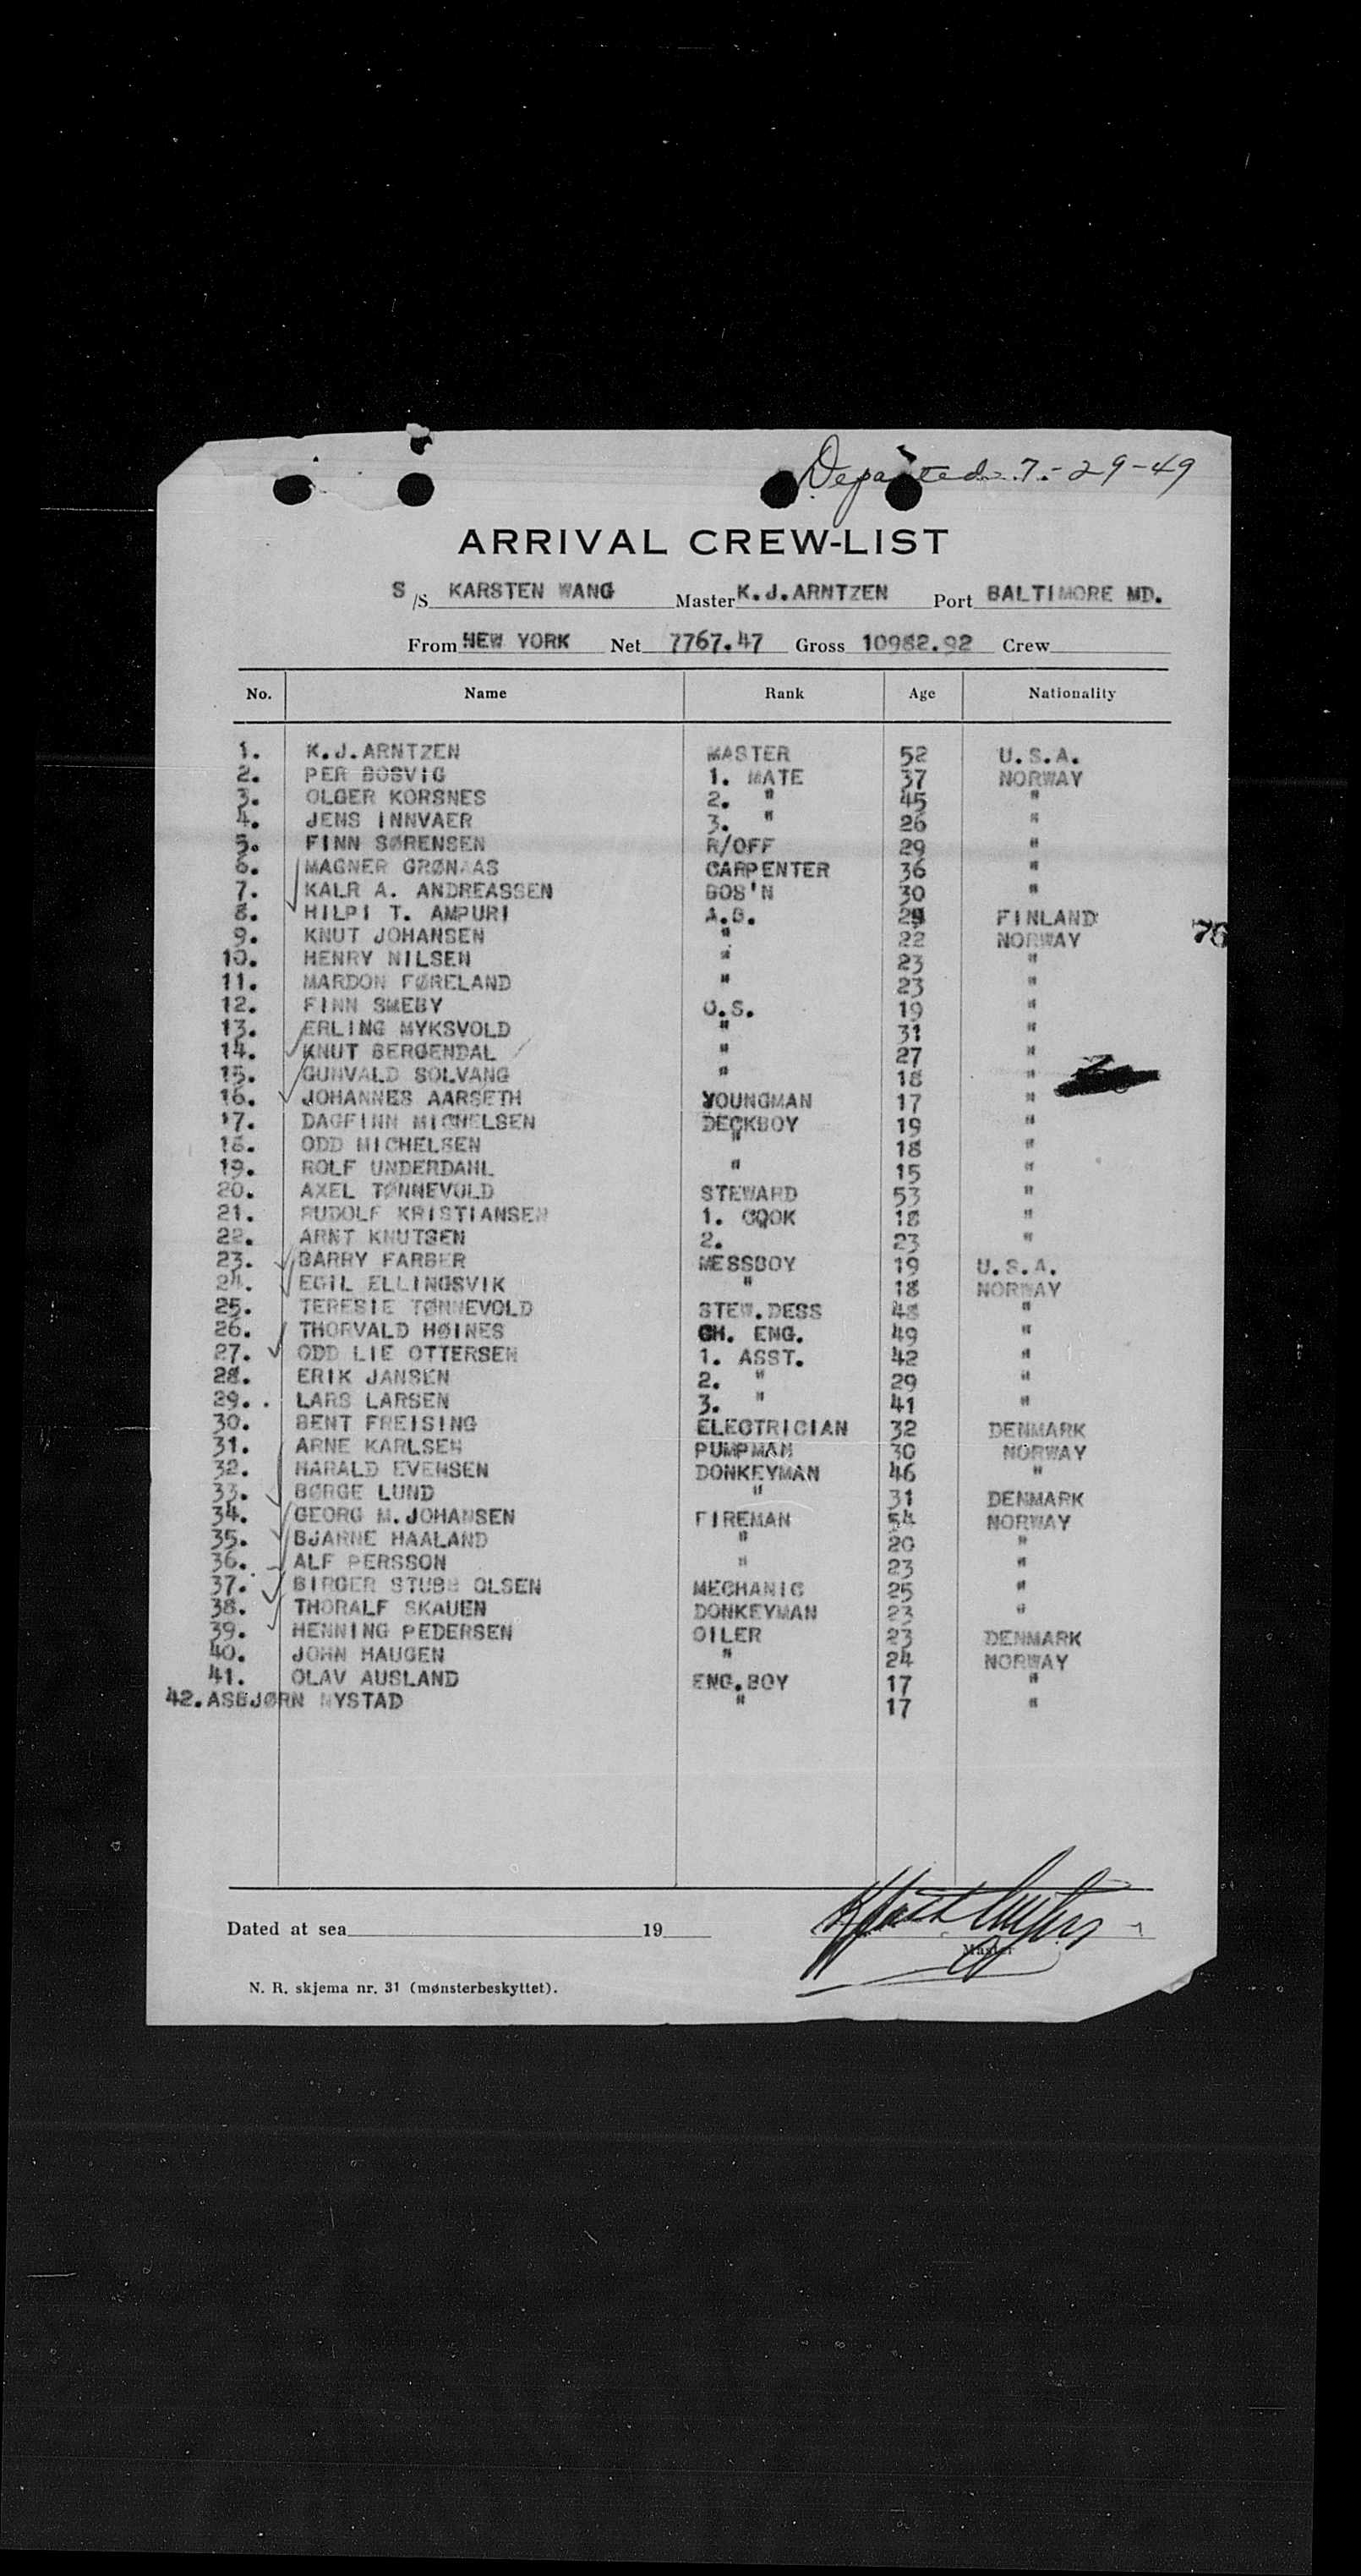 Departed 7-29-49
ARRIVAL CREW-LIST
S/S KARSTEN WANG Master K.J.ARNTZEN Port BALTIMORE MD.
From NEW YORK Net 7767.47 Gross 10982.92 Crew
No. Name Rank Age Nationality
1. K.J.ARNTZEN MASTER 52 U.S.A.
2. PER BOSVIG 1. MATE 37 NORWAY
3. OLGER KORSNES 2. " 45 "
4. JENS INNVAER 3. " 26 "
5. FINN SØRENSEN R/OFF 29 "
6. MAGNER GRØNAAS CARPENTER 36 "
7. KALR A. ANDREASSEN BOS'N 30 "
8. HILPI T. AMPURI A.B. 29 FINLAND
9. KNUT JOHANSEN " 22 NORWAY 76
10. HENRY NILSEN " 23 "
11. MARDON FØRELAND " 23 "
12. FINN SMEBY O.S. 19 "
13. ERLING MYKSVOLD " 31 "
14. KNUT BERGENDAL " 27 "
15. GUNVALD SOLVANG " 18 "
16. JOHANNES AARSETH YOUNGMAN 17 "
17. DAGFINN MICHELSEN DECKBOY 19 "
18. ODD MICHELSEN " 18 "
19. ROLF UNDERDAHL " 15 "
20. AXEL TØNNEVOLD STEWARD 53 "
21. RUDOLF KRISTIANSEN 1. COOK 18 "
22. ARNT KNUTSEN 2. 23 "
23. BARRY FARBER MESSBOY 19 U.S.A.
24. EGIL ELLINGSVIK " 18 NORWAY
25. TERESIE TØNNEVOLD STEW.DESS 48 "
26. THORVALD HØINES CH. ENG. 49 "
27. ODD LIE OTTERSEN 1. ASST. 42 "
28. ERIK JANSEN 2. " 29 "
29. LARS LARSEN 3. " 41 "
30. BENT FREISING ELECTRICIAN 32 DENMARK
31. ARNE KARLSEN PUMPMAN 30 NORWAY
32. HARALD EVENSEN DONKEYMAN 46 "
33. BØRGE LUND " 31 DENMARK
34. GEORG M.JOHANSEN FIREMAN 54 NORWAY
35. BJARNE HAALAND " 20 "
36. ALF PERSSON " 23 "
37. BIRGER STUBB OLSEN MECHANIC 25 "
38. THORALF SKAUEN DONKEYMAN 23 "
39. HENNING PEDERSEN OILER 23 DENMARK
40. JOHN HAUGEN " 24 NORWAY
41. OLAV AUSLAND ENG.BOY 17 "
42. ASBJØRN NYSTAD " 17 "
Dated at sea 19
Master
N. R. skjema nr. 31 (mønsterbeskyttet).